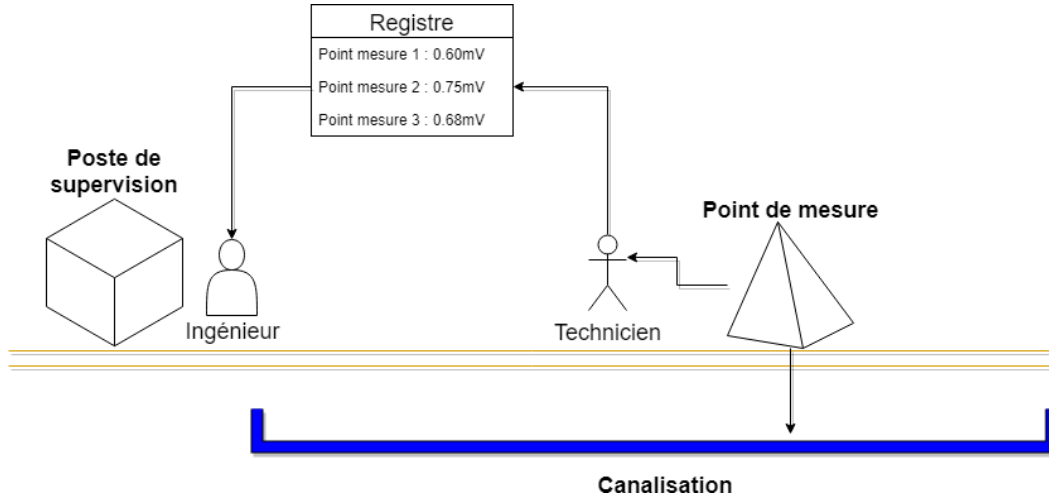 Registre
Point mesure 1 : 0.60mV
Point mesure 2 : 0.75mV
Point mesure 3 : 0.68mV
Poste de
supervision
Point de mesure
Ingénieur
Technicien
Canalisation